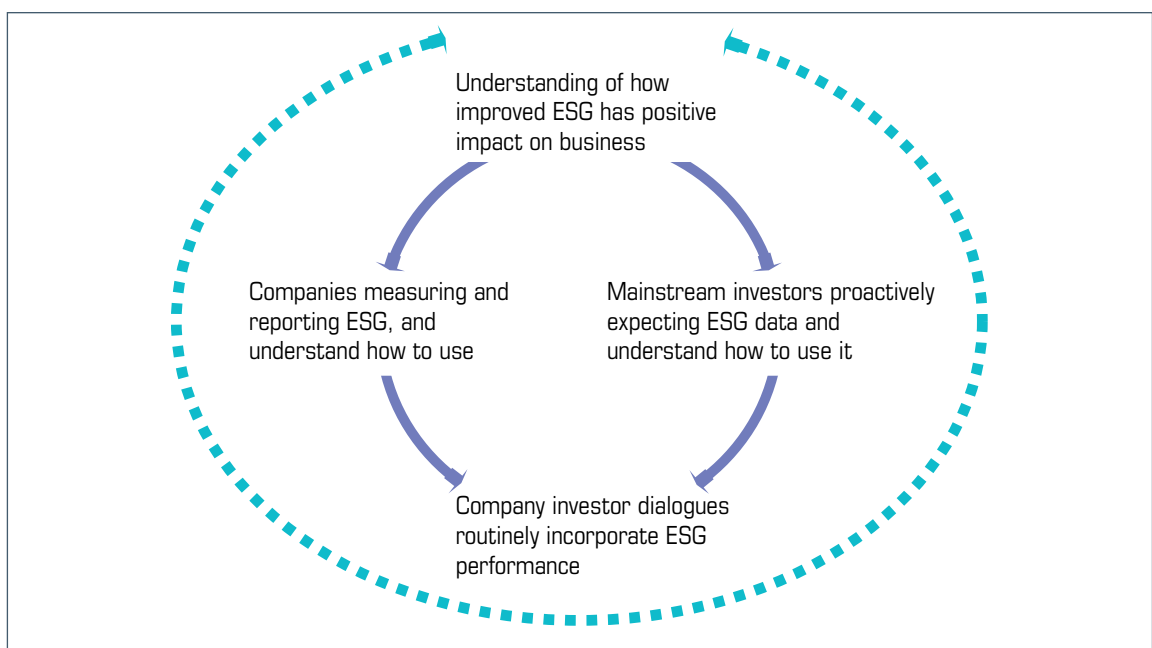 Understanding of how
improved ESG has positive
impact on business
Companies measuring and
reporting ESG, and
understand how to use
Mainstream investors proactively
expecting ESG data and
understand how to use it
Company investor dialogues
routinely incorporate ESG
performance